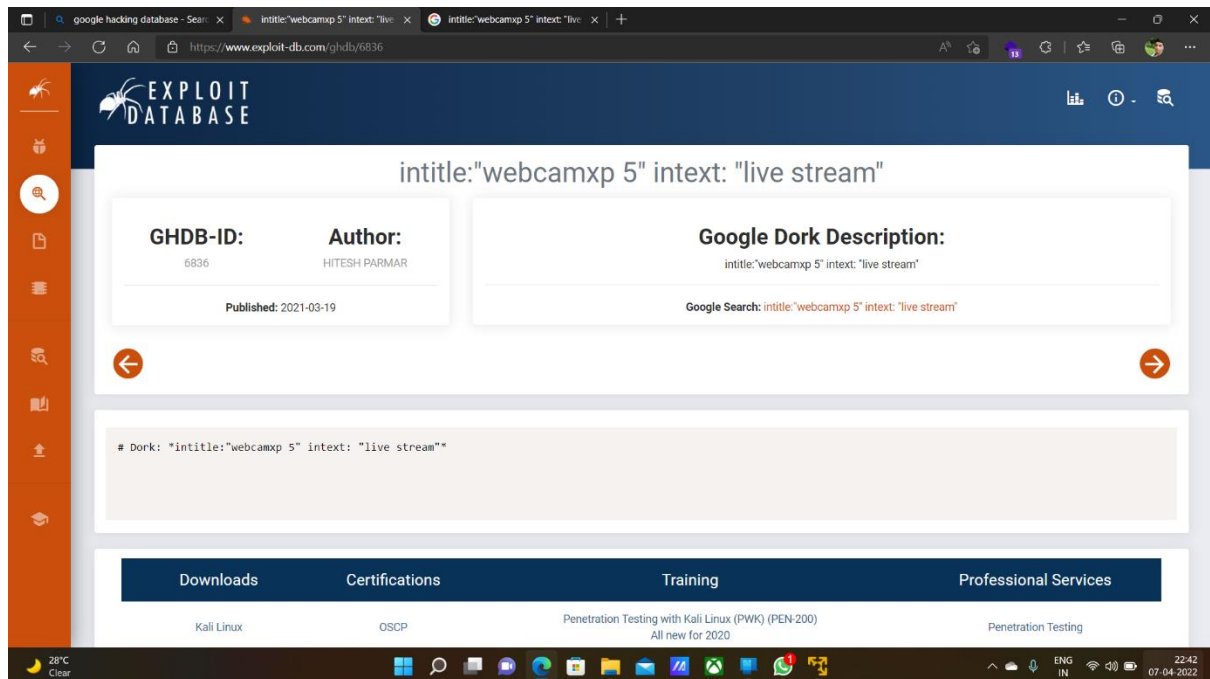 google hacking database - Searc
intitle:"webcamxp 5" intext: "live
intitle:"webcamxp 5" intext: "live
https://www.exploit-db.com/ghdb/6836
13
EXPLOIT
DATABASE
intitle:"webcamxp 5" intext: "live stream"
GHDB-ID:
6836
Author:
HITESH PARMAR
Published: 2021-03-19
Google Dork Description:
intitle:"webcamxp 5" intext: "live stream"
Google Search: intitle:"webcamxp 5" intext: "live stream"
# Dork: *intitle:"webcamxp 5" intext: "live stream"*
Downloads
Certifications
Training
Professional Services
Kali Linux
OSCP
Penetration Testing with Kali Linux (PWK) (PEN-200)
All new for 2020
Penetration Testing
28°C
Clear
1
ENG
IN
22:42
07-04-2022